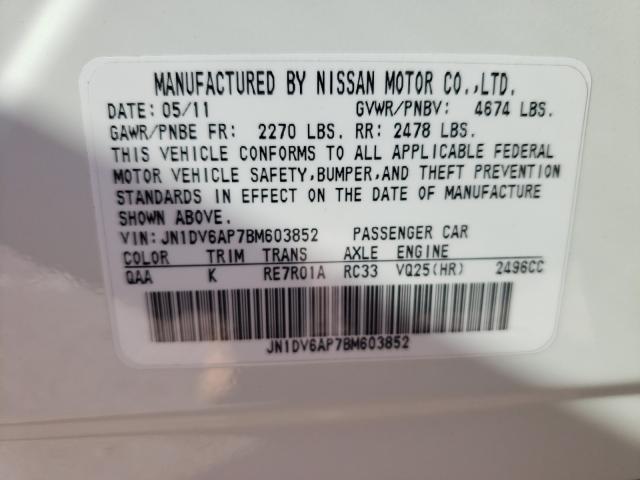 MANUFACTURED BY NISSAN MOTOR CO.,LTD.
DATE: 05/11 GVWR/PNBV: 4674 LBS.
GAWR/PNBE FR: 2270 LBS. RR: 2478 LBS.
THIS VEHICLE CONFORMS TO ALL APPLICABLE FEDERAL
MOTOR VEHICLE SAFETY,BUMPER,AND THEFT PREVENTION
STANDARDS IN EFFECT ON THE DATE OF MANUFACTURE
SHOWN ABOVE.
VIN:JN1DV6AP7BM603852 PASSENGER CAR
COLOR TRIM TRANS AXLE ENGINE
QAA K RE7R01A RC33 VQ25(HR) 2496CC
JN1DV6AP7BM603852